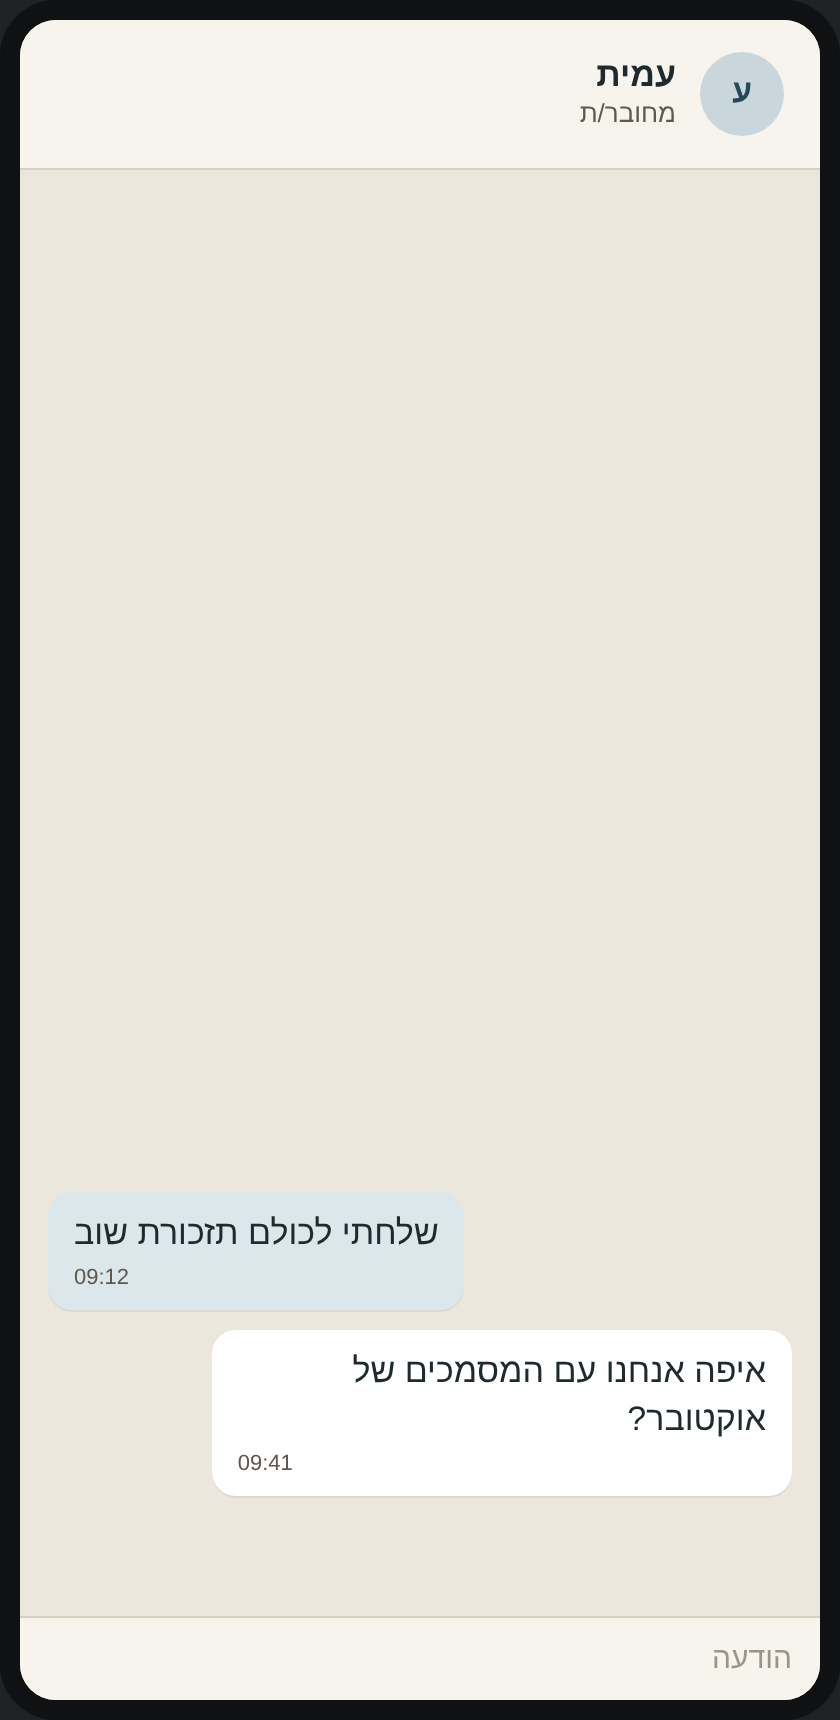 ע
עמית
מחובר/ת
שלחתי לכולם תזכורת שוב
09:12
איפה אנחנו עם המסמכים של
אוקטובר?
09:41
הודעה